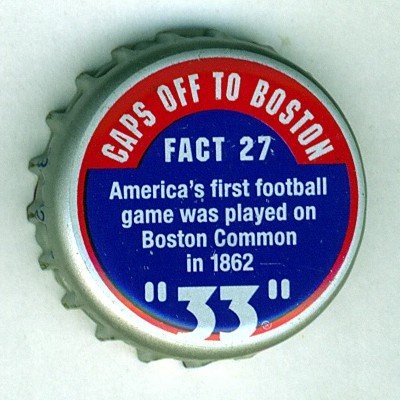 CAPS OFF TO BOSTON
FACT 27
America's first football
game was played on
Boston Common
in 1862
"33"®